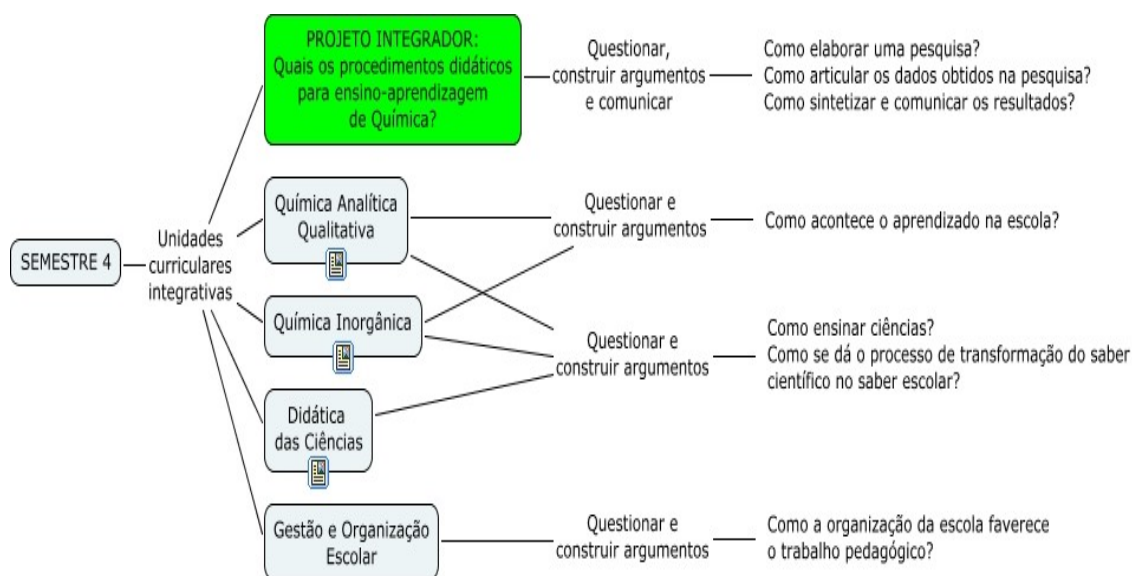 PROJETO INTEGRADOR:
Quais os procedimentos didáticos
para ensino-aprendizagem
de Química?
Questionar,
construir argumentos
e comunicar
Como elaborar uma pesquisa?
Como articular os dados obtidos na pesquisa?
Como sintetizar e comunicar os resultados?
SEMESTRE 4
Unidades
curriculares
integrativas
Química Analítica
Qualitativa
Questionar e
construir argumentos
Como acontece o aprendizado na escola?
Química Inorgânica
Questionar e
construir argumentos
Como ensinar ciências?
Como se dá o processo de transformação do saber
científico no saber escolar?
Didática
das Ciências
Gestão e Organização
Escolar
Questionar e
construir argumentos
Como a organização da escola faverece
o trabalho pedagógico?